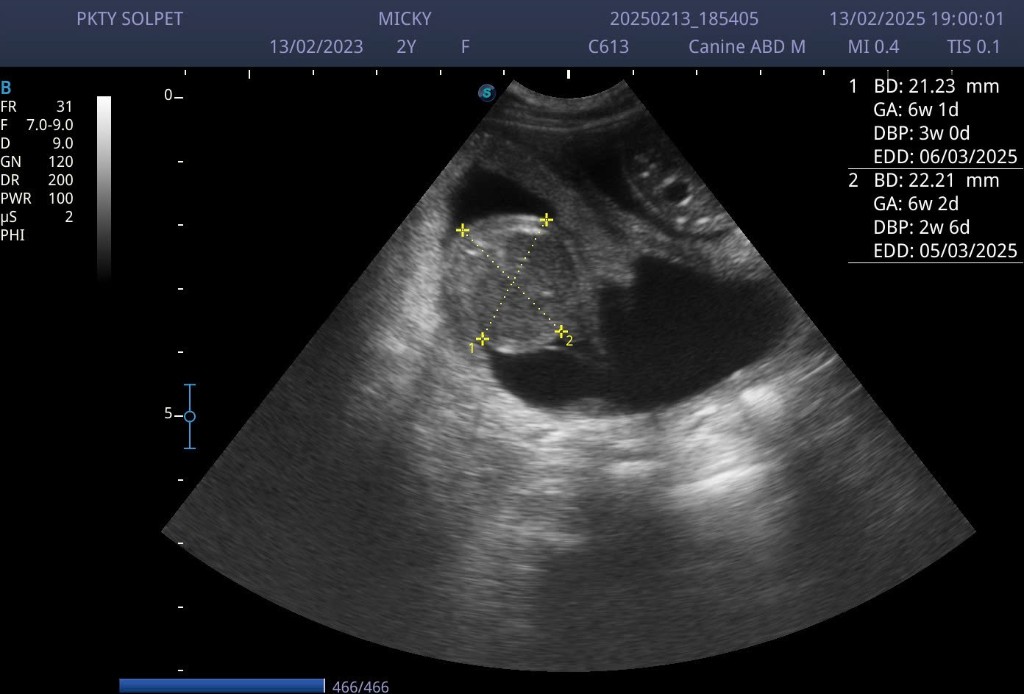 PKTY SOLPET MICKY 20250213_185405 13/02/2025 19:00:01
13/02/2023 2Y F C613 Canine ABD M MI 0.4 TIS 0.1
B
FR 31
F 7.0-9.0
D 9.0
GN 120
DR 200
PWR 100
µS 2
PHI
S
0
5
1 BD: 21.23 mm
GA: 6w 1d
DBP: 3w 0d
EDD: 06/03/2025
2 BD: 22.21 mm
GA: 6w 2d
DBP: 2w 6d
EDD: 05/03/2025
1
2
466/466